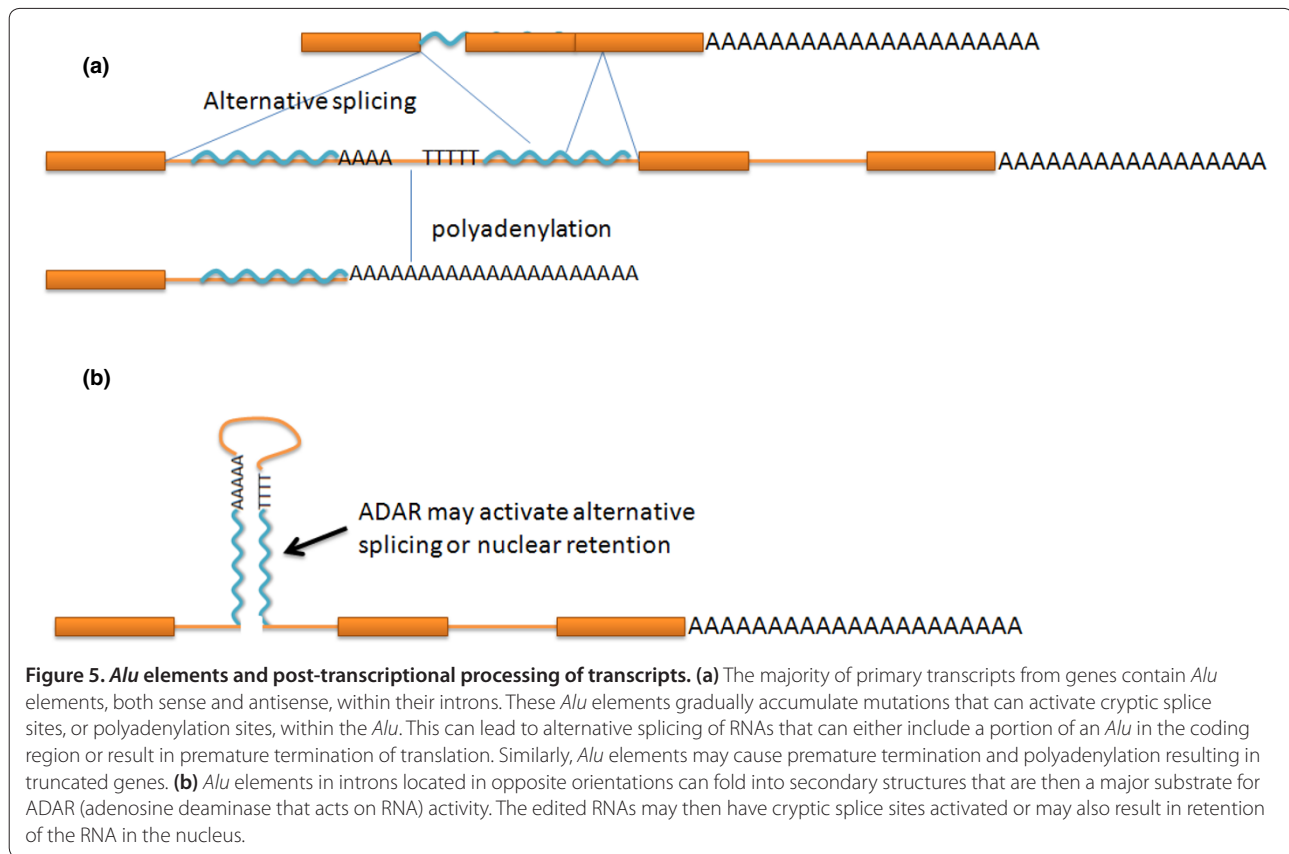 AAAAAAAAAAAAAAAAAAAAAA
(a)
Alternative splicing
AAAA TTTTT AAAAAAAAAAAAAAAAAA
polyadenylation
AAAAAAAAAAAAAAAAAAAAAA
(b)
AAAAA TTTT
ADAR may activate alternative
splicing or nuclear retention
AAAAAAAAAAAAAAAAAAAAAA
Figure 5. Alu elements and post-transcriptional processing of transcripts. (a) The majority of primary transcripts from genes contain Alu
elements, both sense and antisense, within their introns. These Alu elements gradually accumulate mutations that can activate cryptic splice
sites, or polyadenylation sites, within the Alu. This can lead to alternative splicing of RNAs that can either include a portion of an Alu in the coding
region or result in premature termination of translation. Similarly, Alu elements may cause premature termination and polyadenylation resulting in
truncated genes. (b) Alu elements in introns located in opposite orientations can fold into secondary structures that are then a major substrate for
ADAR (adenosine deaminase that acts on RNA) activity. The edited RNAs may then have cryptic splice sites activated or may also result in retention
of the RNA in the nucleus.